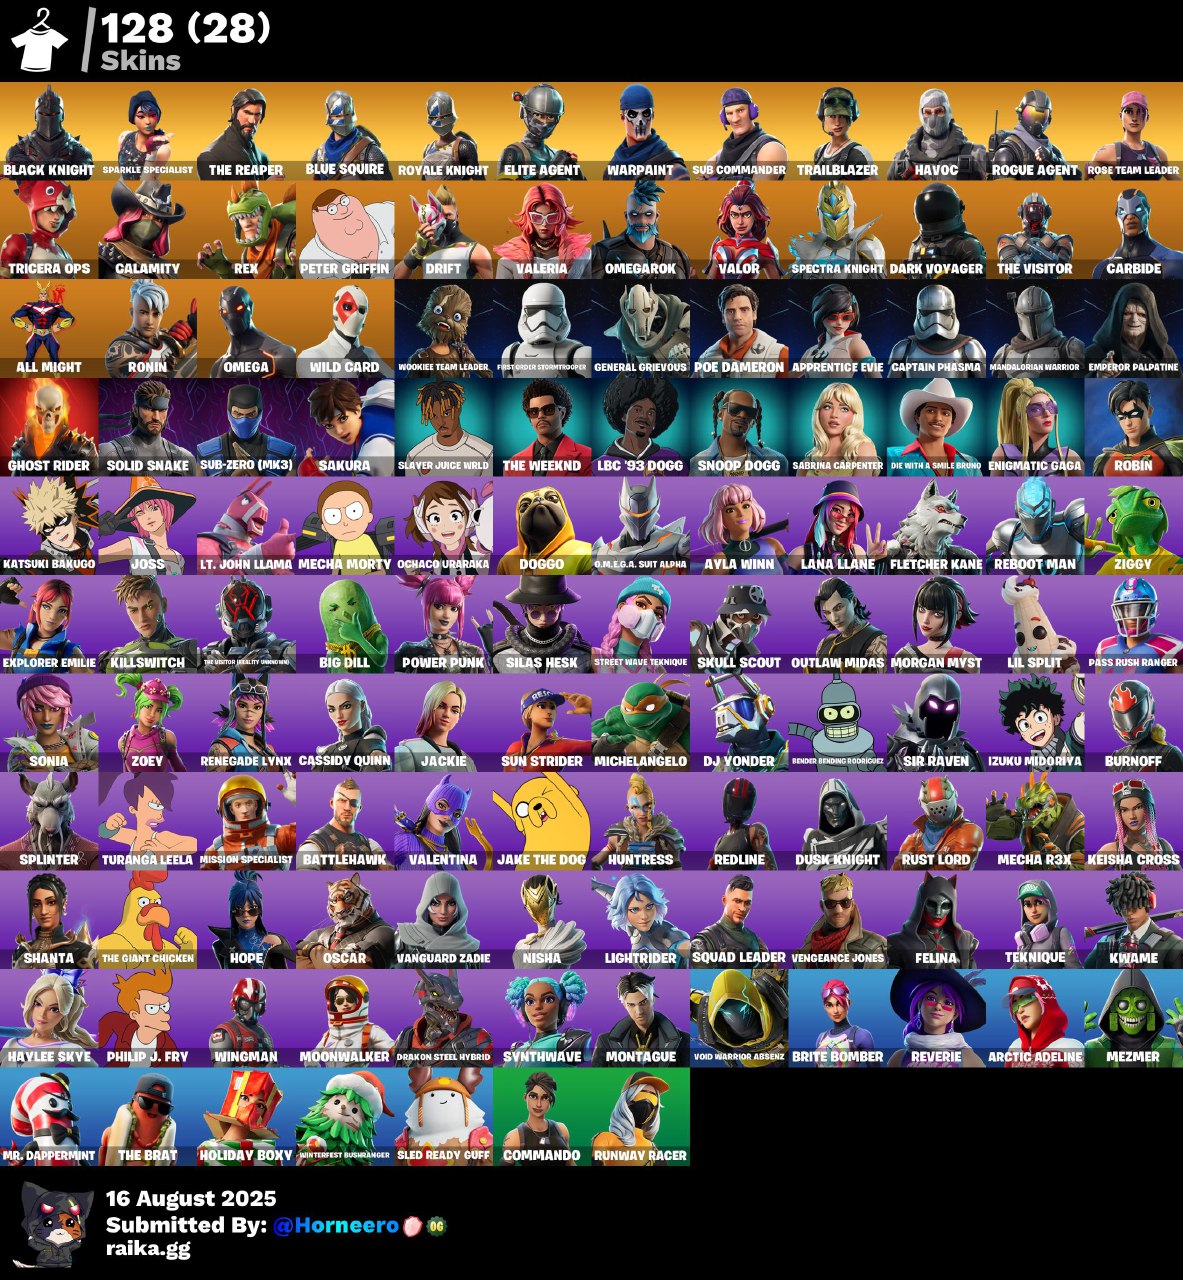 128 (28)
Skins
BLACK KNIGHT SPARKLE SPECIALIST THE REAPER BLUE SQUIRE ROYALE KNIGHT ELITE AGENT WARPAINT SUB COMMANDER TRAILBLAZER HAVOC ROGUE AGENT ROSE TEAM LEADER
TRICERA OPS CALAMITY REX PETER GRIFFIN DRIFT VALERIA OMEGAROK VALOR SPECTRA KNIGHT DARK VOYAGER THE VISITOR CARBIDE
ALL MIGHT RONIN OMEGA WILD CARD WOOKIEE TEAM LEADER FIRST ORDER STORMTROOPER GENERAL GRIEVOUS POE DAMERON APPRENTICE EVIE CAPTAIN PHASMA MANDALORIAN WARRIOR EMPEROR PALPATINE
GHOST RIDER SOLID SNAKE SUB-ZERO (MK3) SAKURA SLAYER JUICE WRLD THE WEEKND LBC '93 DOGG SNOOP DOGG SABRINA CARPENTER DIE WITH A SMILE BRUNO ENIGMATIC GAGA ROBIN
KATSUKI BAKUGO JOSS LT. JOHN LLAMA MECHA MORTY OCHACO URARAKA DOGGO O.M.E.G.A. SUIT ALPHA AYLA WINN LANA LLANE FLETCHER KANE REBOOT MAN ZIGGY
EXPLORER EMILIE KILLSWITCH THE VISITOR (REALITY UNKNOWN) BIG DILL POWER PUNK SILAS HESK STREET WAVE TEKNIQUE SKULL SCOUT OUTLAW MIDAS MORGAN MYST LIL SPLIT PASS RUSH RANGER
SONIA ZOEY RENEGADE LYNX CASSIDY QUINN JACKIE SUN STRIDER MICHELANGELO DJ YONDER BENDER BENDING RODRIGUEZ SIR RAVEN IZUKU MIDORIYA BURNOFF
SPLINTER TURANGA LEELA MISSION SPECIALIST BATTLEHAWK VALENTINA JAKE THE DOG HUNTRESS REDLINE DUSK KNIGHT RUST LORD MECHA R3X KEISHA CROSS
SHANTA THE GIANT CHICKEN HOPE OSCAR VANGUARD ZADIE NISHA LIGHTRIDER SQUAD LEADER VENGEANCE JONES FELINA TEKNIQUE KWAME
HAYLEE SKYE PHILIP J. FRY WINGMAN MOONWALKER DRAKON STEEL HYBRID SYNTHWAVE MONTAGUE VOID WARRIOR ABSENZ BRITE BOMBER REVERIE ARCTIC ADELINE MEZMER
MR. DAPPERMINT THE BRAT HOLIDAY BOXY WINTERFEST BUSHRANGER SLED READY GUFF COMMANDO RUNWAY RACER
16 August 2025
Submitted By: @Horneero OG
raika.gg